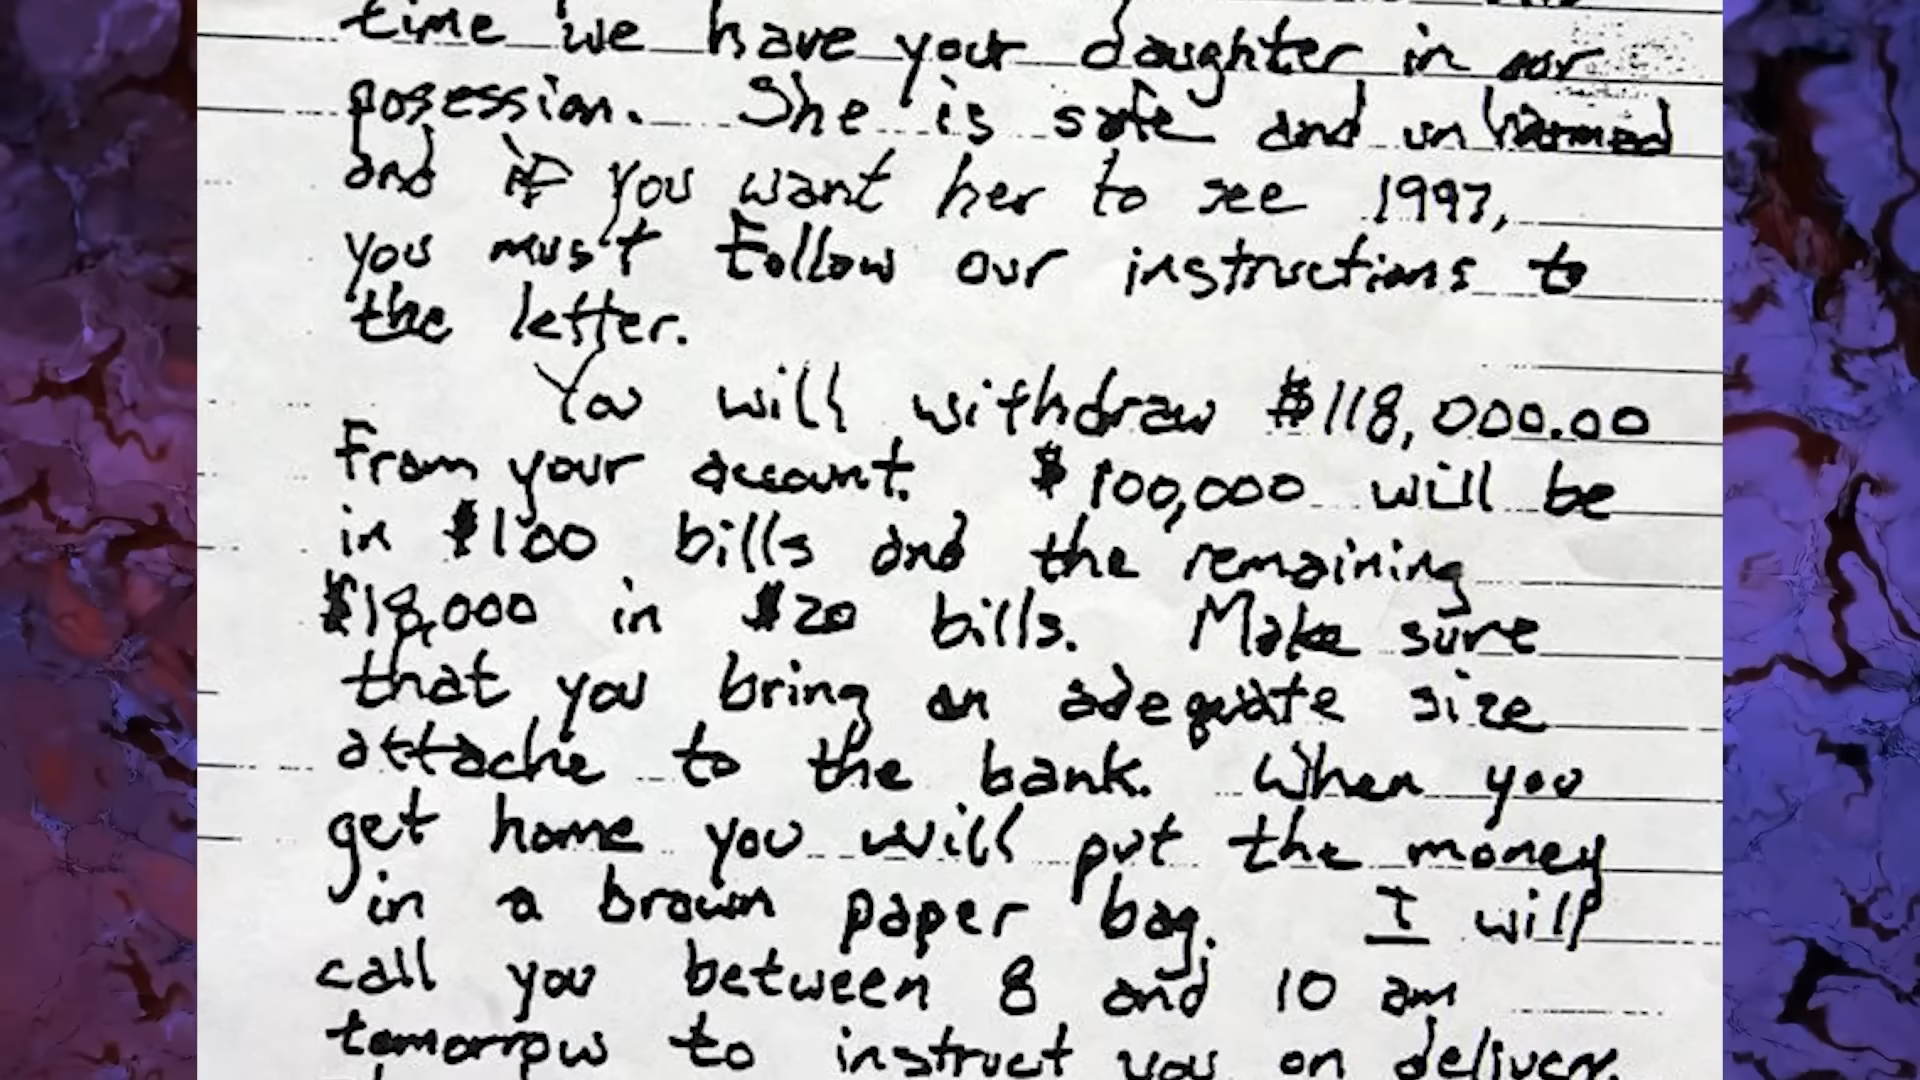 time we have your daughter in our
posession. She is safe and unharmed
and if you want her to see 1997,
you must follow our instructions to
the letter.
You will withdraw $118,000.00
from your account. $100,000 will be
in $100 bills and the remaining
$18,000 in $20 bills. Make sure
that you bring an adequate size
attache to the bank. When you
get home you will put the money
in a brown paper bag. I will
call you between 8 and 10 am
tomorrow to instruct you on delivery.